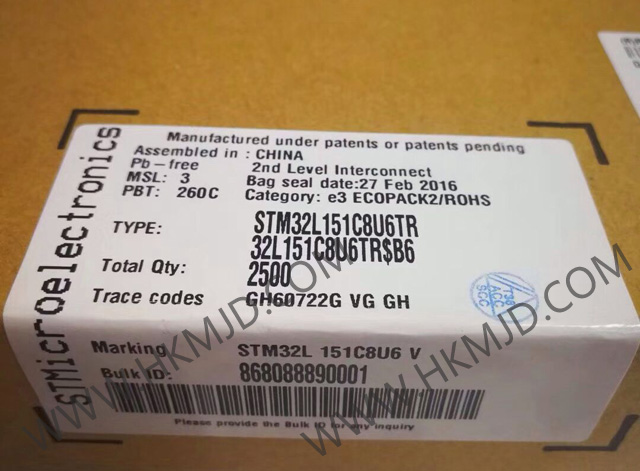 STMicroelectronics
Manufactured under patents or patents pending
Assembled in : CHINA
Pb-free 2nd Level Interconnect
MSL: 3 Bag seal date:27 Feb 2016
PBT: 260C Category: e3 ECOPACK2/ROHS
TYPE: STM32L151C8U6TR
32L151C8U6TR$B6
Total Qty: 2500
Trace codes GH60722G VG GH
Marking STM32L 151C8U6 V
Bulk ID: 868088890001
Please provide the Bulk ID for any inquiry
WWW.HKMJD.COM
WWW.HKMJD.COM